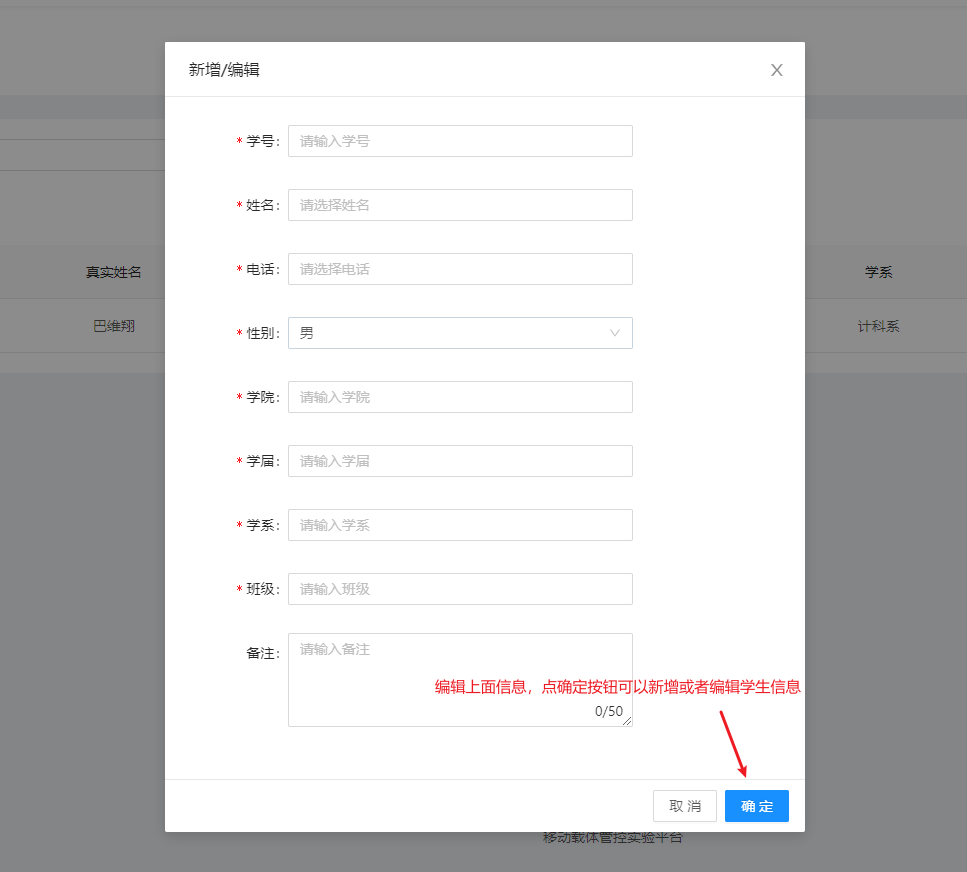 新增/编辑
X
* 学号:
请输入学号
* 姓名:
请选择姓名
* 电话:
请选择电话
真实姓名
学系
巴维翔
计科系
* 性别:
男
* 学院:
请输入学院
* 学届:
请输入学届
* 学系:
请输入学系
* 班级:
请输入班级
备注:
请输入备注
编辑上面信息，点确定按钮可以新增或者编辑学生信息
0/50
取 消
确 定
移动载体管控实验平台